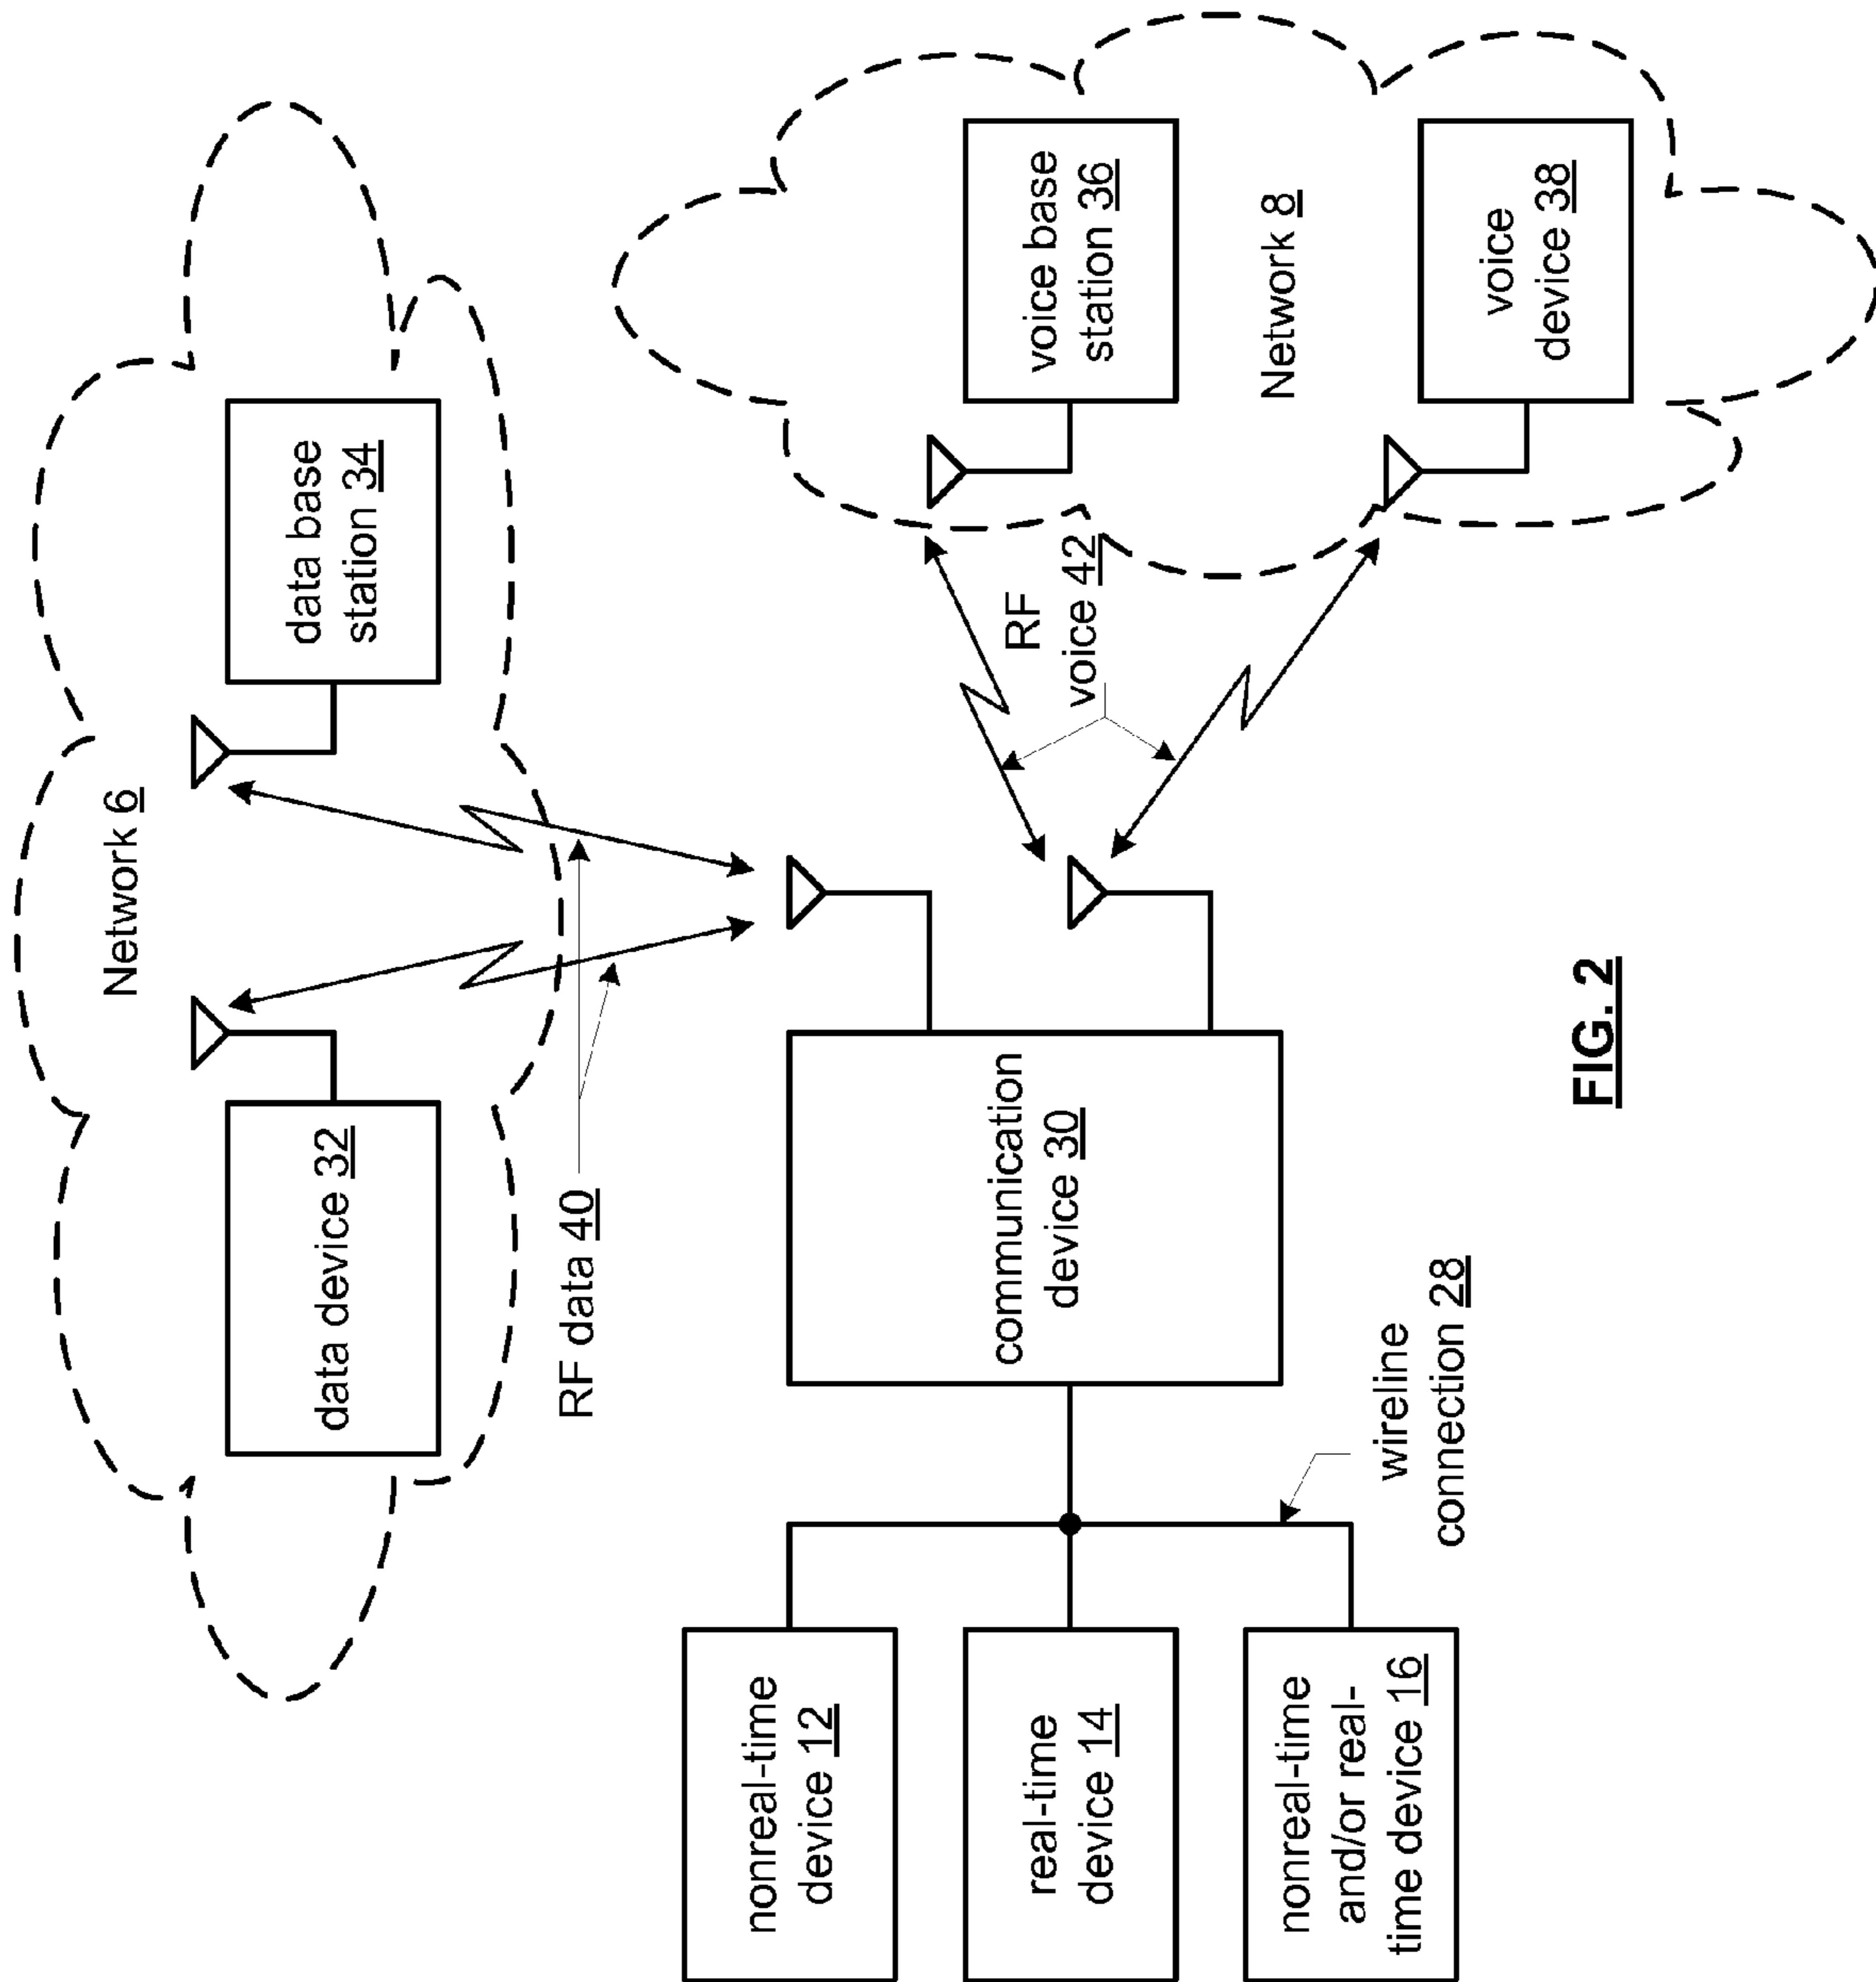 Network 6
data device 32
data base
station 34
RF data 40
nonreal-time
device 12
real-time
device 14
nonreal-time
and/or real-
time device 16
communication
device 30
wireline
connection 28
RF
voice 42
voice base
station 36
Network 8
voice
device 38
FIG. 2